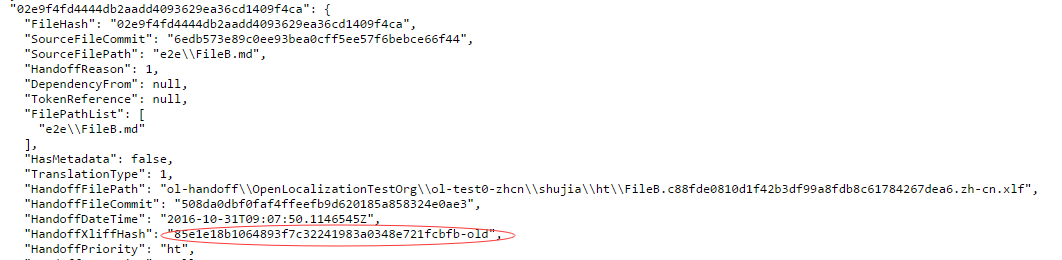 "02e9f4fd4444db2aadd4093629ea36cd1409f4ca": {
"FileHash": "02e9f4fd4444db2aadd4093629ea36cd1409f4ca",
"SourceFileCommit": "6edb573e89c0ee93bea0cff5ee57f6bebce66f44",
"SourceFilePath": "e2e\\FileB.md",
"HandoffReason": 1,
"DependencyFrom": null,
"TokenReference": null,
"FilePathList": [
"e2e\\FileB.md"
],
"HasMetadata": false,
"TranslationType": 1,
"HandoffFilePath": "ol-handoff\\OpenLocalizationTestOrg\\ol-test0-zhcn\\shujia\\ht\\FileB.c88fde0810d1f42b3df99a8fdb8c61784267dea6.zh-cn.xlf",
"HandoffFileCommit": "508da0dbf0faf4ffeefb9d620185a858324e0ae3",
"HandoffDateTime": "2016-10-31T09:07:50.1146545Z",
"HandoffXliffHash": "85e1e18b1064893f7c32241983a0348e721fcbfb-old",
"HandoffPriority": "ht",